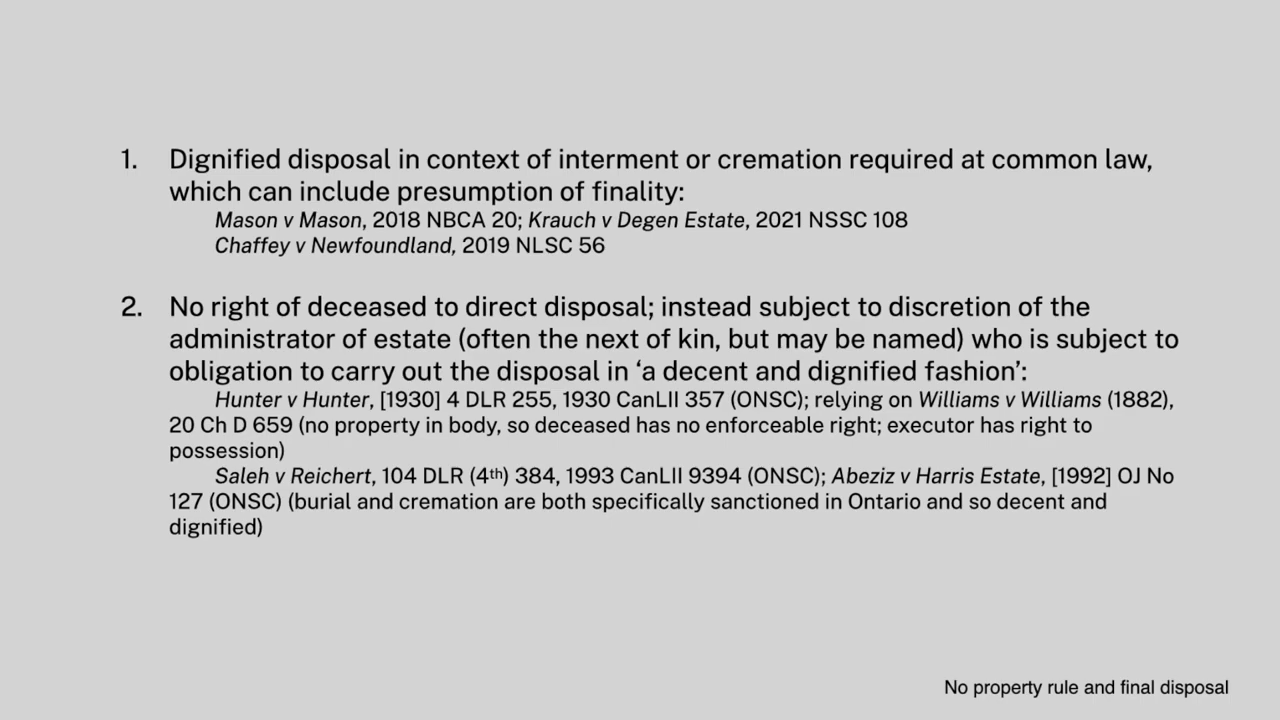 1. Dignified disposal in context of interment or cremation required at common law,
which can include presumption of finality:
Mason v Mason, 2018 NBCA 20; Krauch v Degen Estate, 2021 NSSC 108
Chaffey v Newfoundland, 2019 NLSC 56
2. No right of deceased to direct disposal; instead subject to discretion of the
administrator of estate (often the next of kin, but may be named) who is subject to
obligation to carry out the disposal in ‘a decent and dignified fashion’:
Hunter v Hunter, [1930] 4 DLR 255, 1930 CanLII 357 (ONSC); relying on Williams v Williams (1882),
20 Ch D 659 (no property in body, so deceased has no enforceable right; executor has right to
possession)
Saleh v Reichert, 104 DLR (4th) 384, 1993 CanLII 9394 (ONSC); Abeziz v Harris Estate, [1992] OJ No
127 (ONSC) (burial and cremation are both specifically sanctioned in Ontario and so decent and
dignified)
No property rule and final disposal